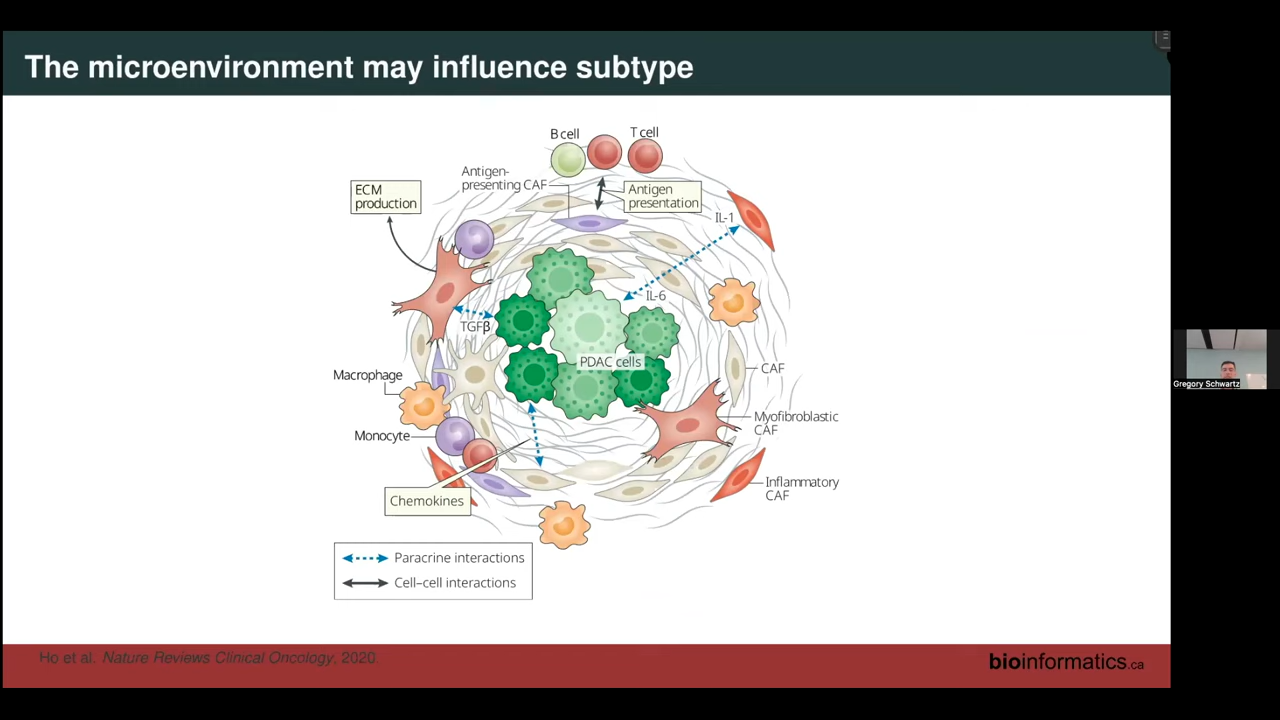 The microenvironment may influence subtype
B cell
T cell
Antigen-
presenting CAF
Antigen
presentation
ECM
production
IL-1
IL-6
TGFβ
PDAC cells
Macrophage
CAF
Myofibroblastic
CAF
Monocyte
Inflammatory
CAF
Chemokines
Paracrine interactions
Cell–cell interactions
Gregory Schwartz
Ho et al. Nature Reviews Clinical Oncology, 2020.
bioinformatics.ca